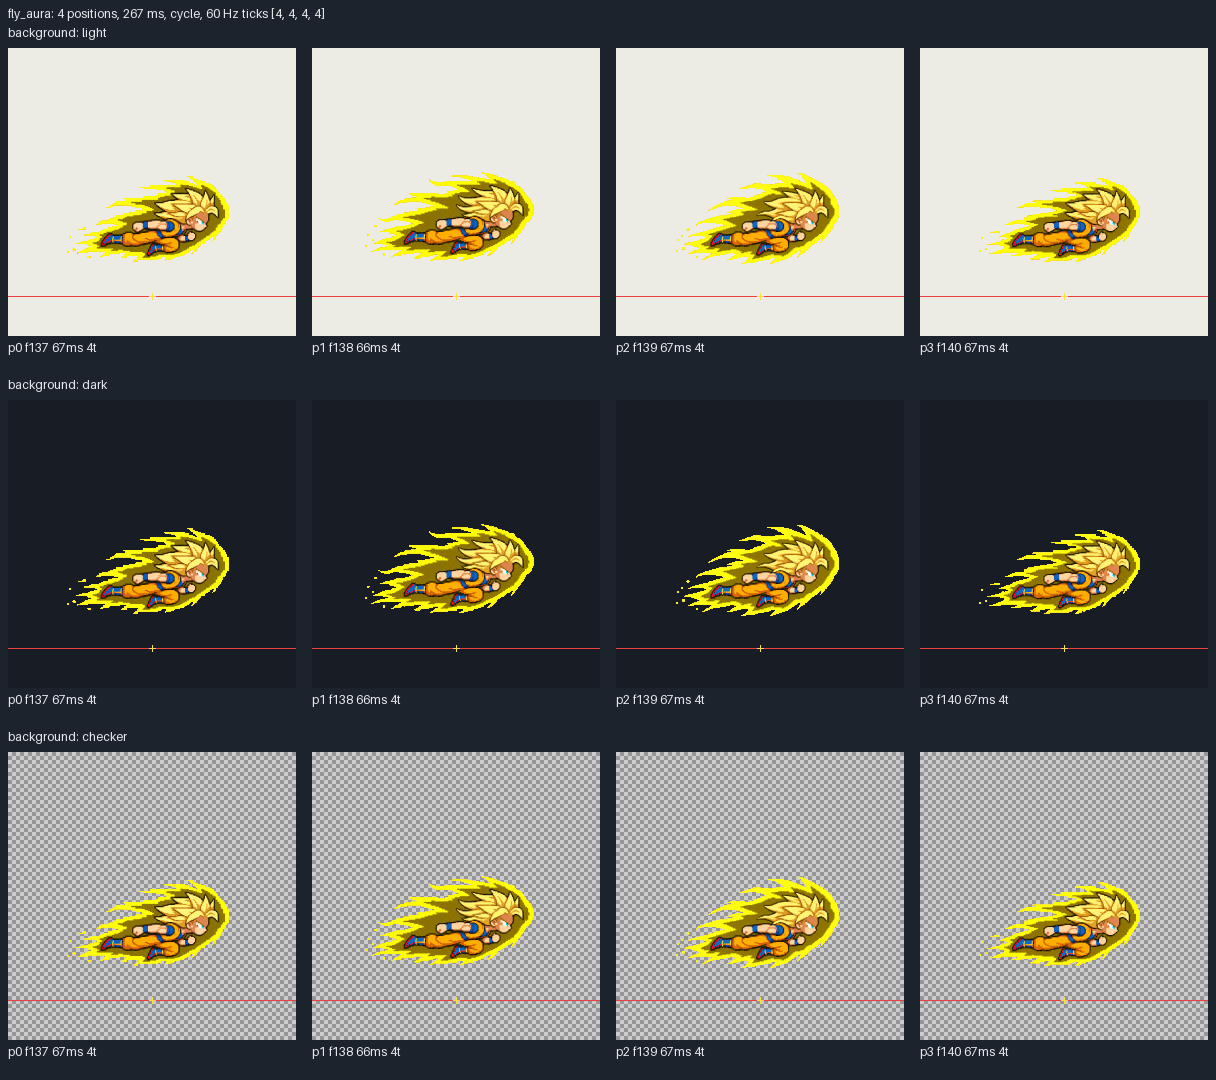 fly_aura: 4 positions, 267 ms, cycle, 60 Hz ticks [4, 4, 4, 4]
background: light
p0 f137 67ms 4t
p1 f138 66ms 4t
p2 f139 67ms 4t
p3 f140 67ms 4t
background: dark
p0 f137 67ms 4t
p1 f138 66ms 4t
p2 f139 67ms 4t
p3 f140 67ms 4t
background: checker
p0 f137 67ms 4t
p1 f138 66ms 4t
p2 f139 67ms 4t
p3 f140 67ms 4t